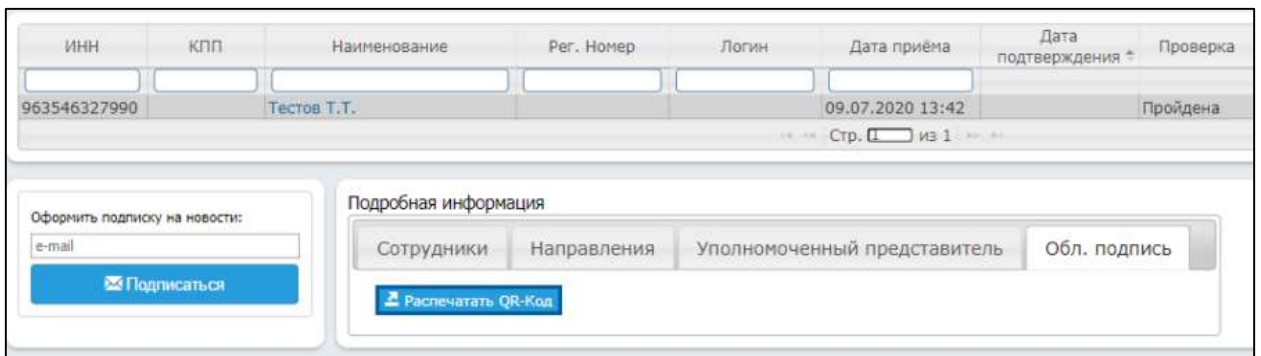 ИНН КПП Наименование Рег. Номер Логин Дата приёма Дата подтверждения Проверка
963546327990 Тестов Т.Т. 09.07.2020 13:42 Пройдена
Стр. 1 из 1
Оформить подписку на новости:
e-mail
Подписаться
Подробная информация
Сотрудники Направления Уполномоченный представитель Обл. подпись
Распечатать QR-Код